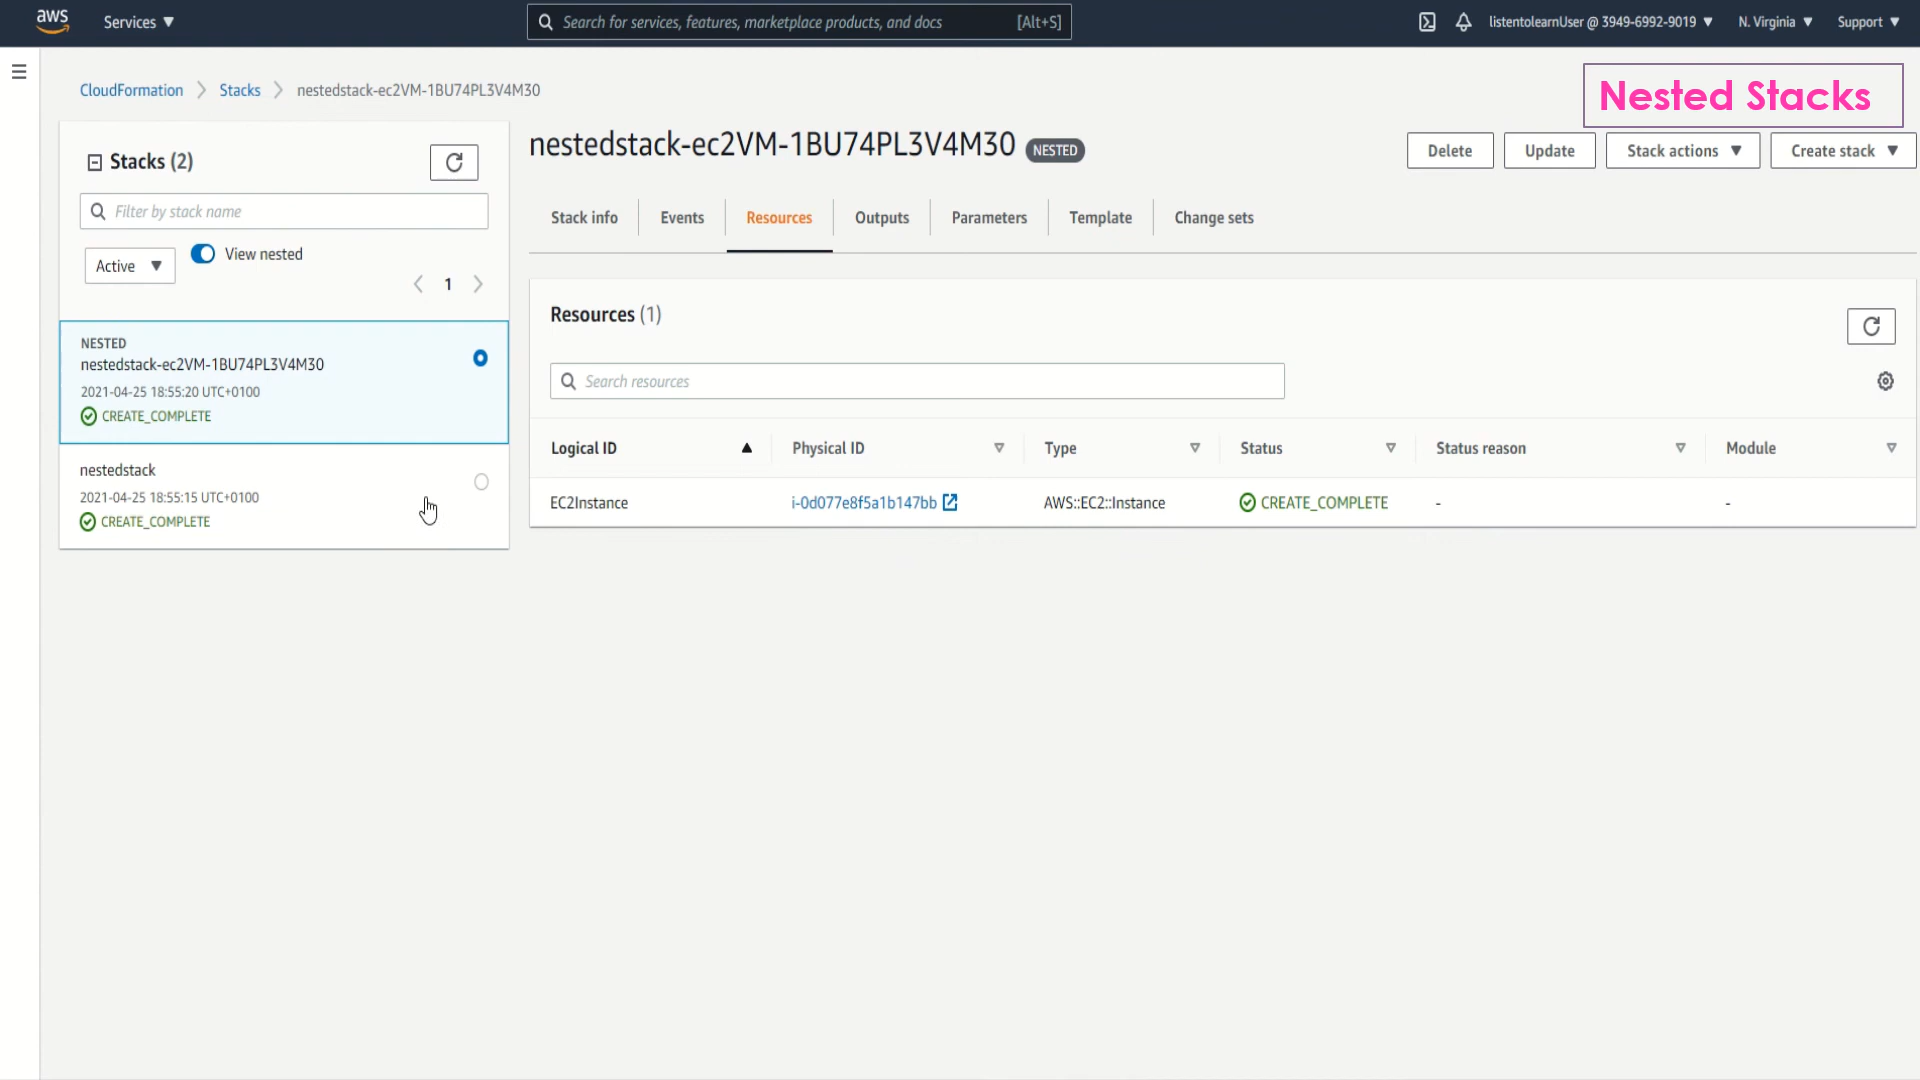 aws Services ▼ Search for services, features, marketplace products, and docs [Alt+S] listentolearnUser @ 3949-6992-9019 ▼ N. Virginia ▼ Support ▼
CloudFormation > Stacks > nestedstack-ec2VM-1BU74PL3V4M30
Nested Stacks
Stacks (2)
Filter by stack name
Active ▼ View nested
< 1 >
NESTED
nestedstack-ec2VM-1BU74PL3V4M30
2021-04-25 18:55:20 UTC+0100
CREATE_COMPLETE
nestedstack
2021-04-25 18:55:15 UTC+0100
CREATE_COMPLETE
nestedstack-ec2VM-1BU74PL3V4M30 NESTED
Delete Update Stack actions ▼ Create stack ▼
Stack info Events Resources Outputs Parameters Template Change sets
Resources (1)
Search resources
Logical ID Physical ID Type Status Status reason Module
EC2Instance i-0d077e8f5a1b147bb AWS::EC2::Instance CREATE_COMPLETE - -